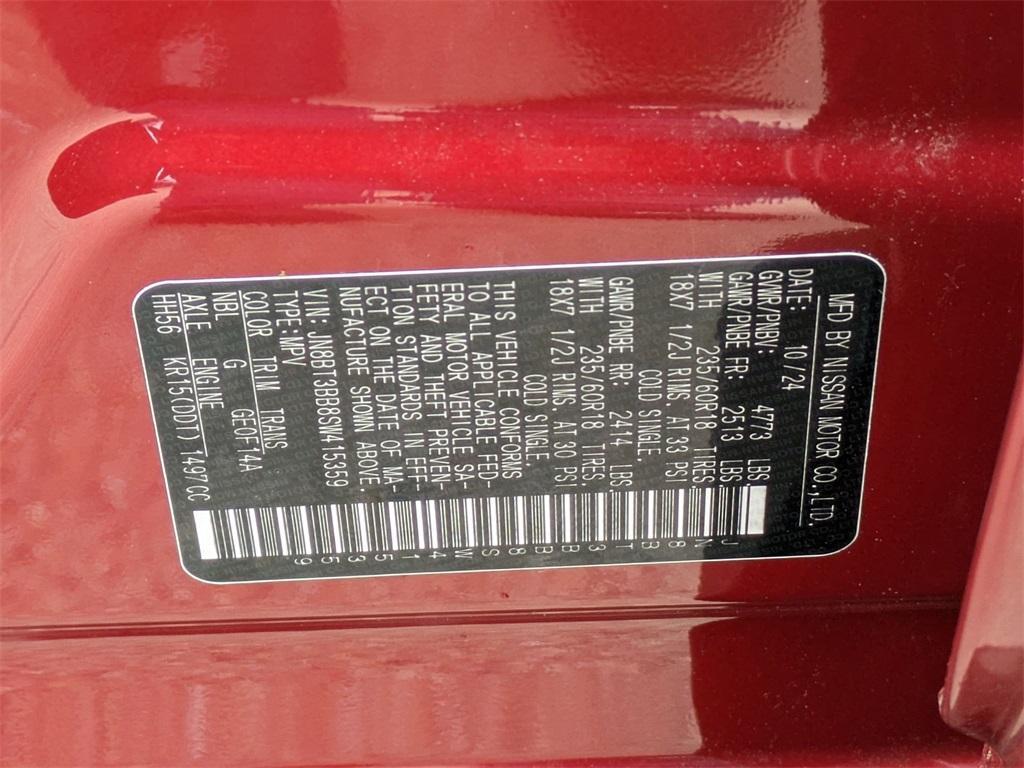 MFD BY NISSAN MOTOR CO.,LTD.
DATE: 10/24
GVWR/PNBV: 4773 LBS.
GAWR/PNBE FR: 2513 LBS.
WITH 235/60R18 TIRES,
18X7 1/2J RIMS, AT 33 PSI
COLD SINGLE.
GAWR/PNBE RR: 2414 LBS.
WITH 235/60R18 TIRES,
18X7 1/2J RIMS, AT 30 PSI
COLD SINGLE.
THIS VEHICLE CONFORMS
TO ALL APPLICABLE FED-
ERAL MOTOR VEHICLE SA-
FETY AND THEFT PREVEN-
TION STANDARDS IN EFF-
ECT ON THE DATE OF MA-
NUFACTURE SHOWN ABOVE.
VIN: JN8BT3BB8SW415359
TYPE:MPV
COLOR TRIM TRANS
NBL G GE0F14A
AXLE ENGINE
HH56 KR15(DDT)1497CC
JN8BT3BB8SW415359